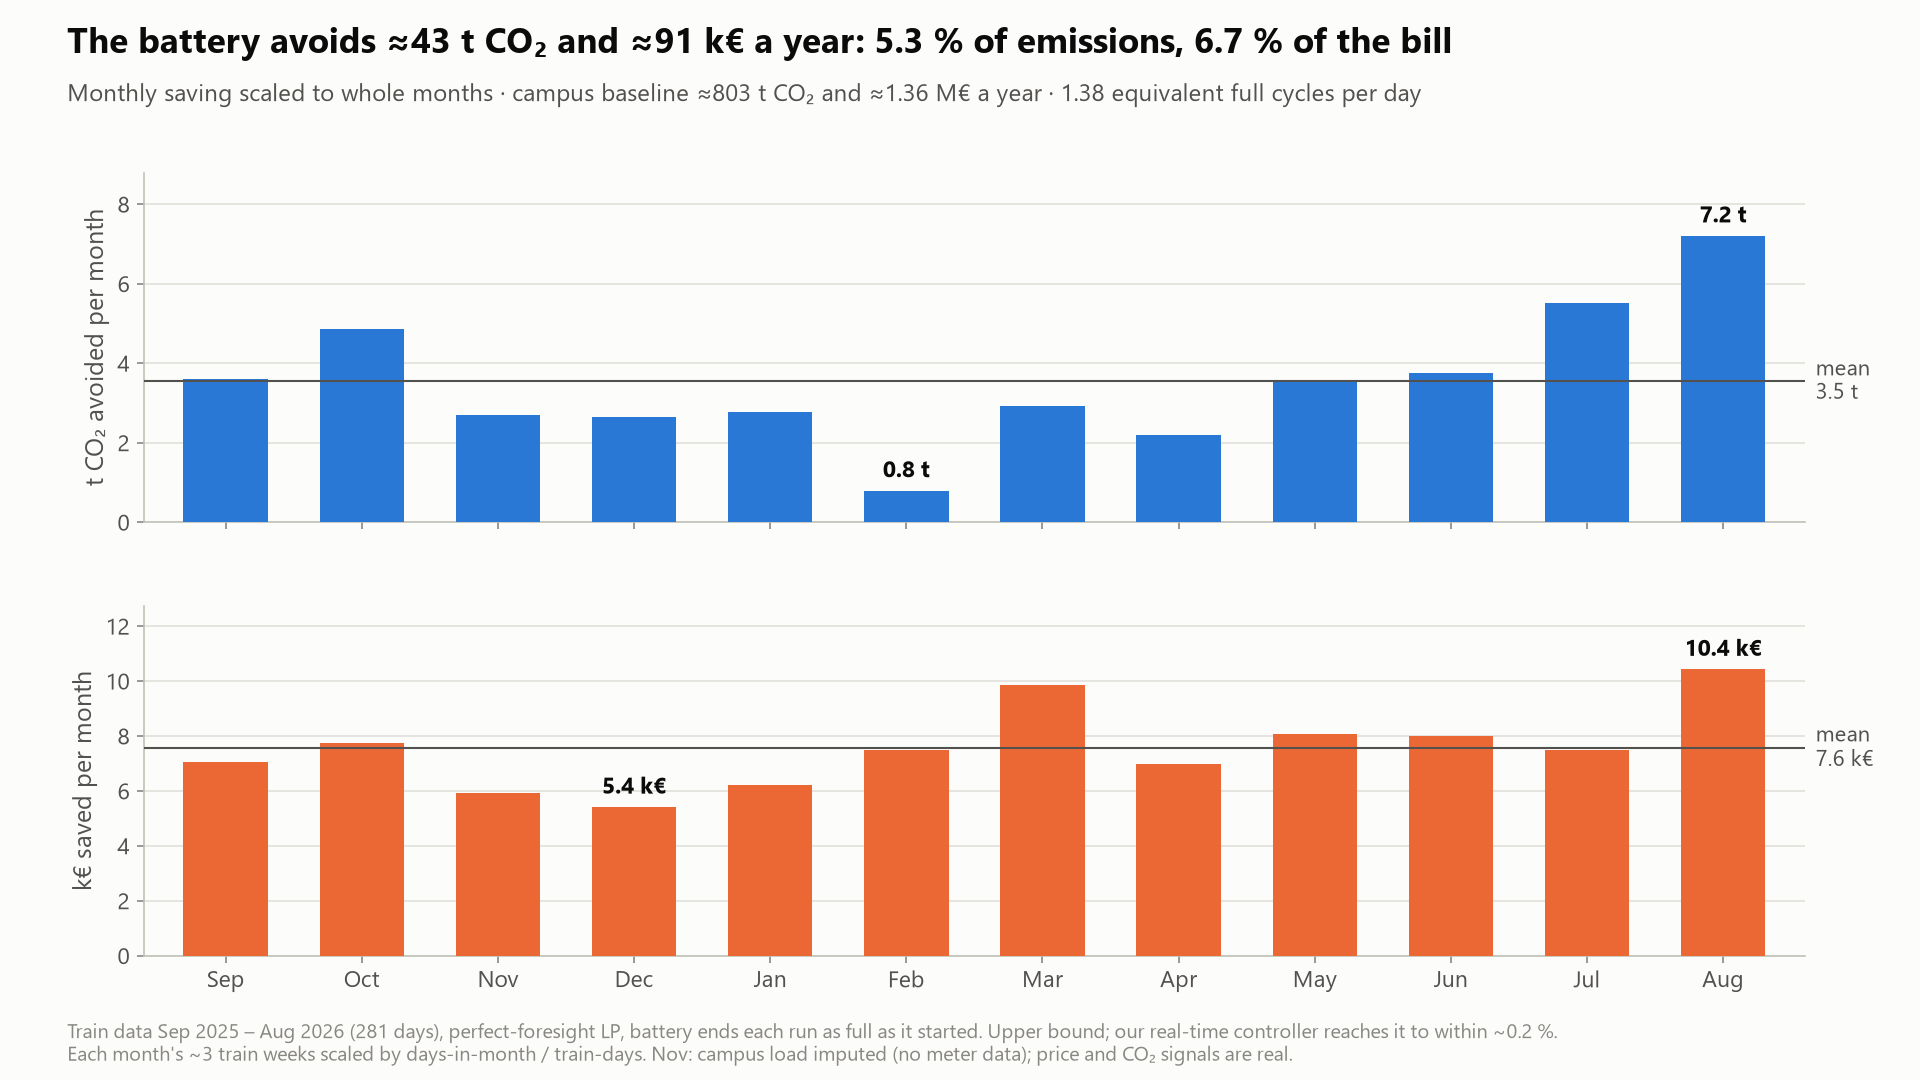 The battery avoids ≈43 t CO₂ and ≈91 k€ a year: 5.3 % of emissions, 6.7 % of the bill
Monthly saving scaled to whole months · campus baseline ≈803 t CO₂ and ≈1.36 M€ a year · 1.38 equivalent full cycles per day
t CO₂ avoided per month
8
6
4
2
0
0.8 t
7.2 t
mean
3.5 t
k€ saved per month
12
10
8
6
4
2
0
5.4 k€
10.4 k€
mean
7.6 k€
Sep Oct Nov Dec Jan Feb Mar Apr May Jun Jul Aug
Train data Sep 2025 – Aug 2026 (281 days), perfect-foresight LP, battery ends each run as full as it started. Upper bound; our real-time controller reaches it to within ~0.2 %.
Each month's ~3 train weeks scaled by days-in-month / train-days. Nov: campus load imputed (no meter data); price and CO₂ signals are real.